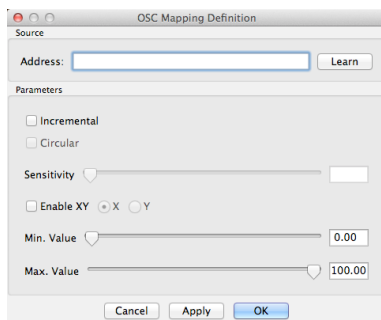 OSC Mapping Definition
Source
Address: Learn
Parameters
Incremental
Circular
Sensitivity
Enable XY X Y
Min. Value 0.00
Max. Value 100.00
Cancel Apply OK